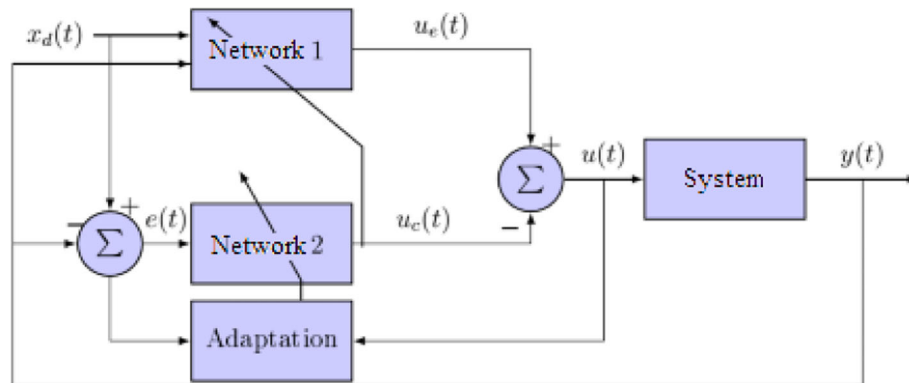 x_d(t)
Network 1
u_e(t)
+
Σ
−
u(t)
System
y(t)
−
+
Σ
e(t)
Network 2
u_c(t)
Adaptation